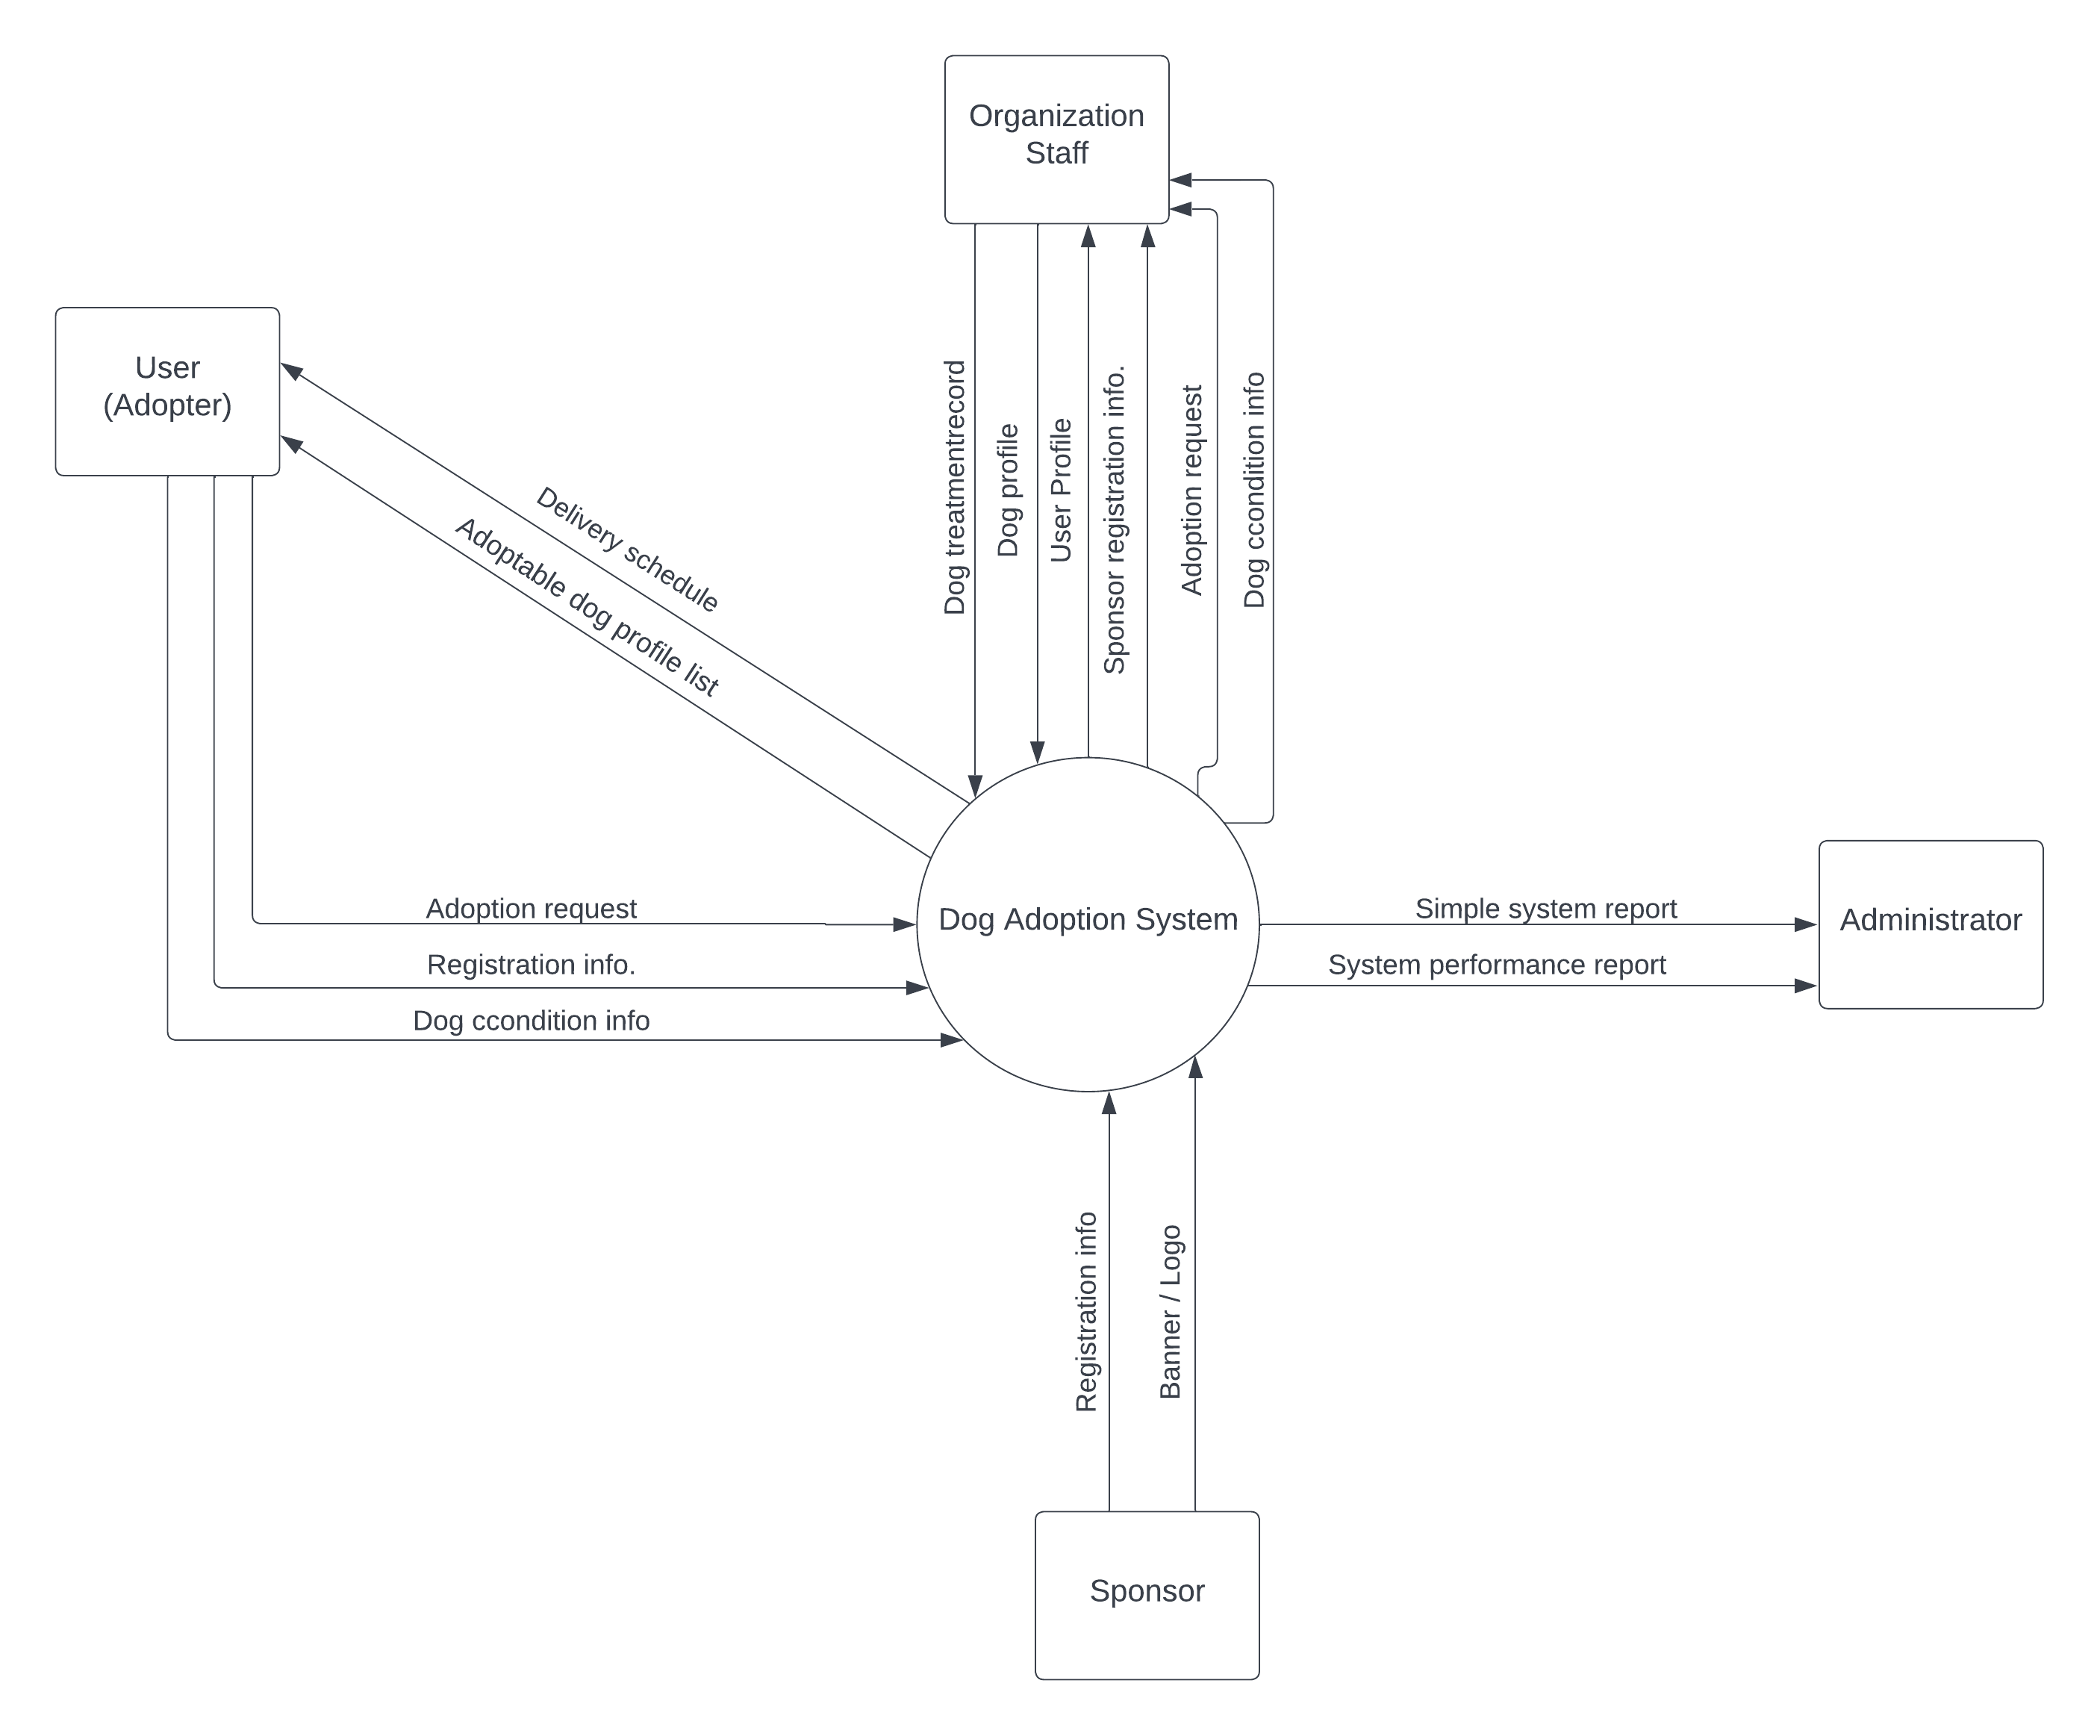 Organization
Staff
User
(Adopter)
Delivery schedule
Adoptable dog profile list
Dog treatmentrecord
Dog profile
User Profile
Sponsor registration info.
Adoption request
Dog ccondition info
Adoption request
Registration info.
Dog ccondition info
Dog Adoption System
Simple system report
System performance report
Administrator
Registration info
Banner / Logo
Sponsor